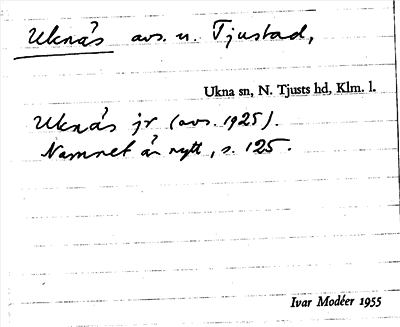 Uknås avs. u. Tjustad,
Ukna sn, N. Tjusts hd, Klm. l.
Uknås jr (avs. 1925).
Namnet är nytt, s. 125.
Ivar Modéer 1955